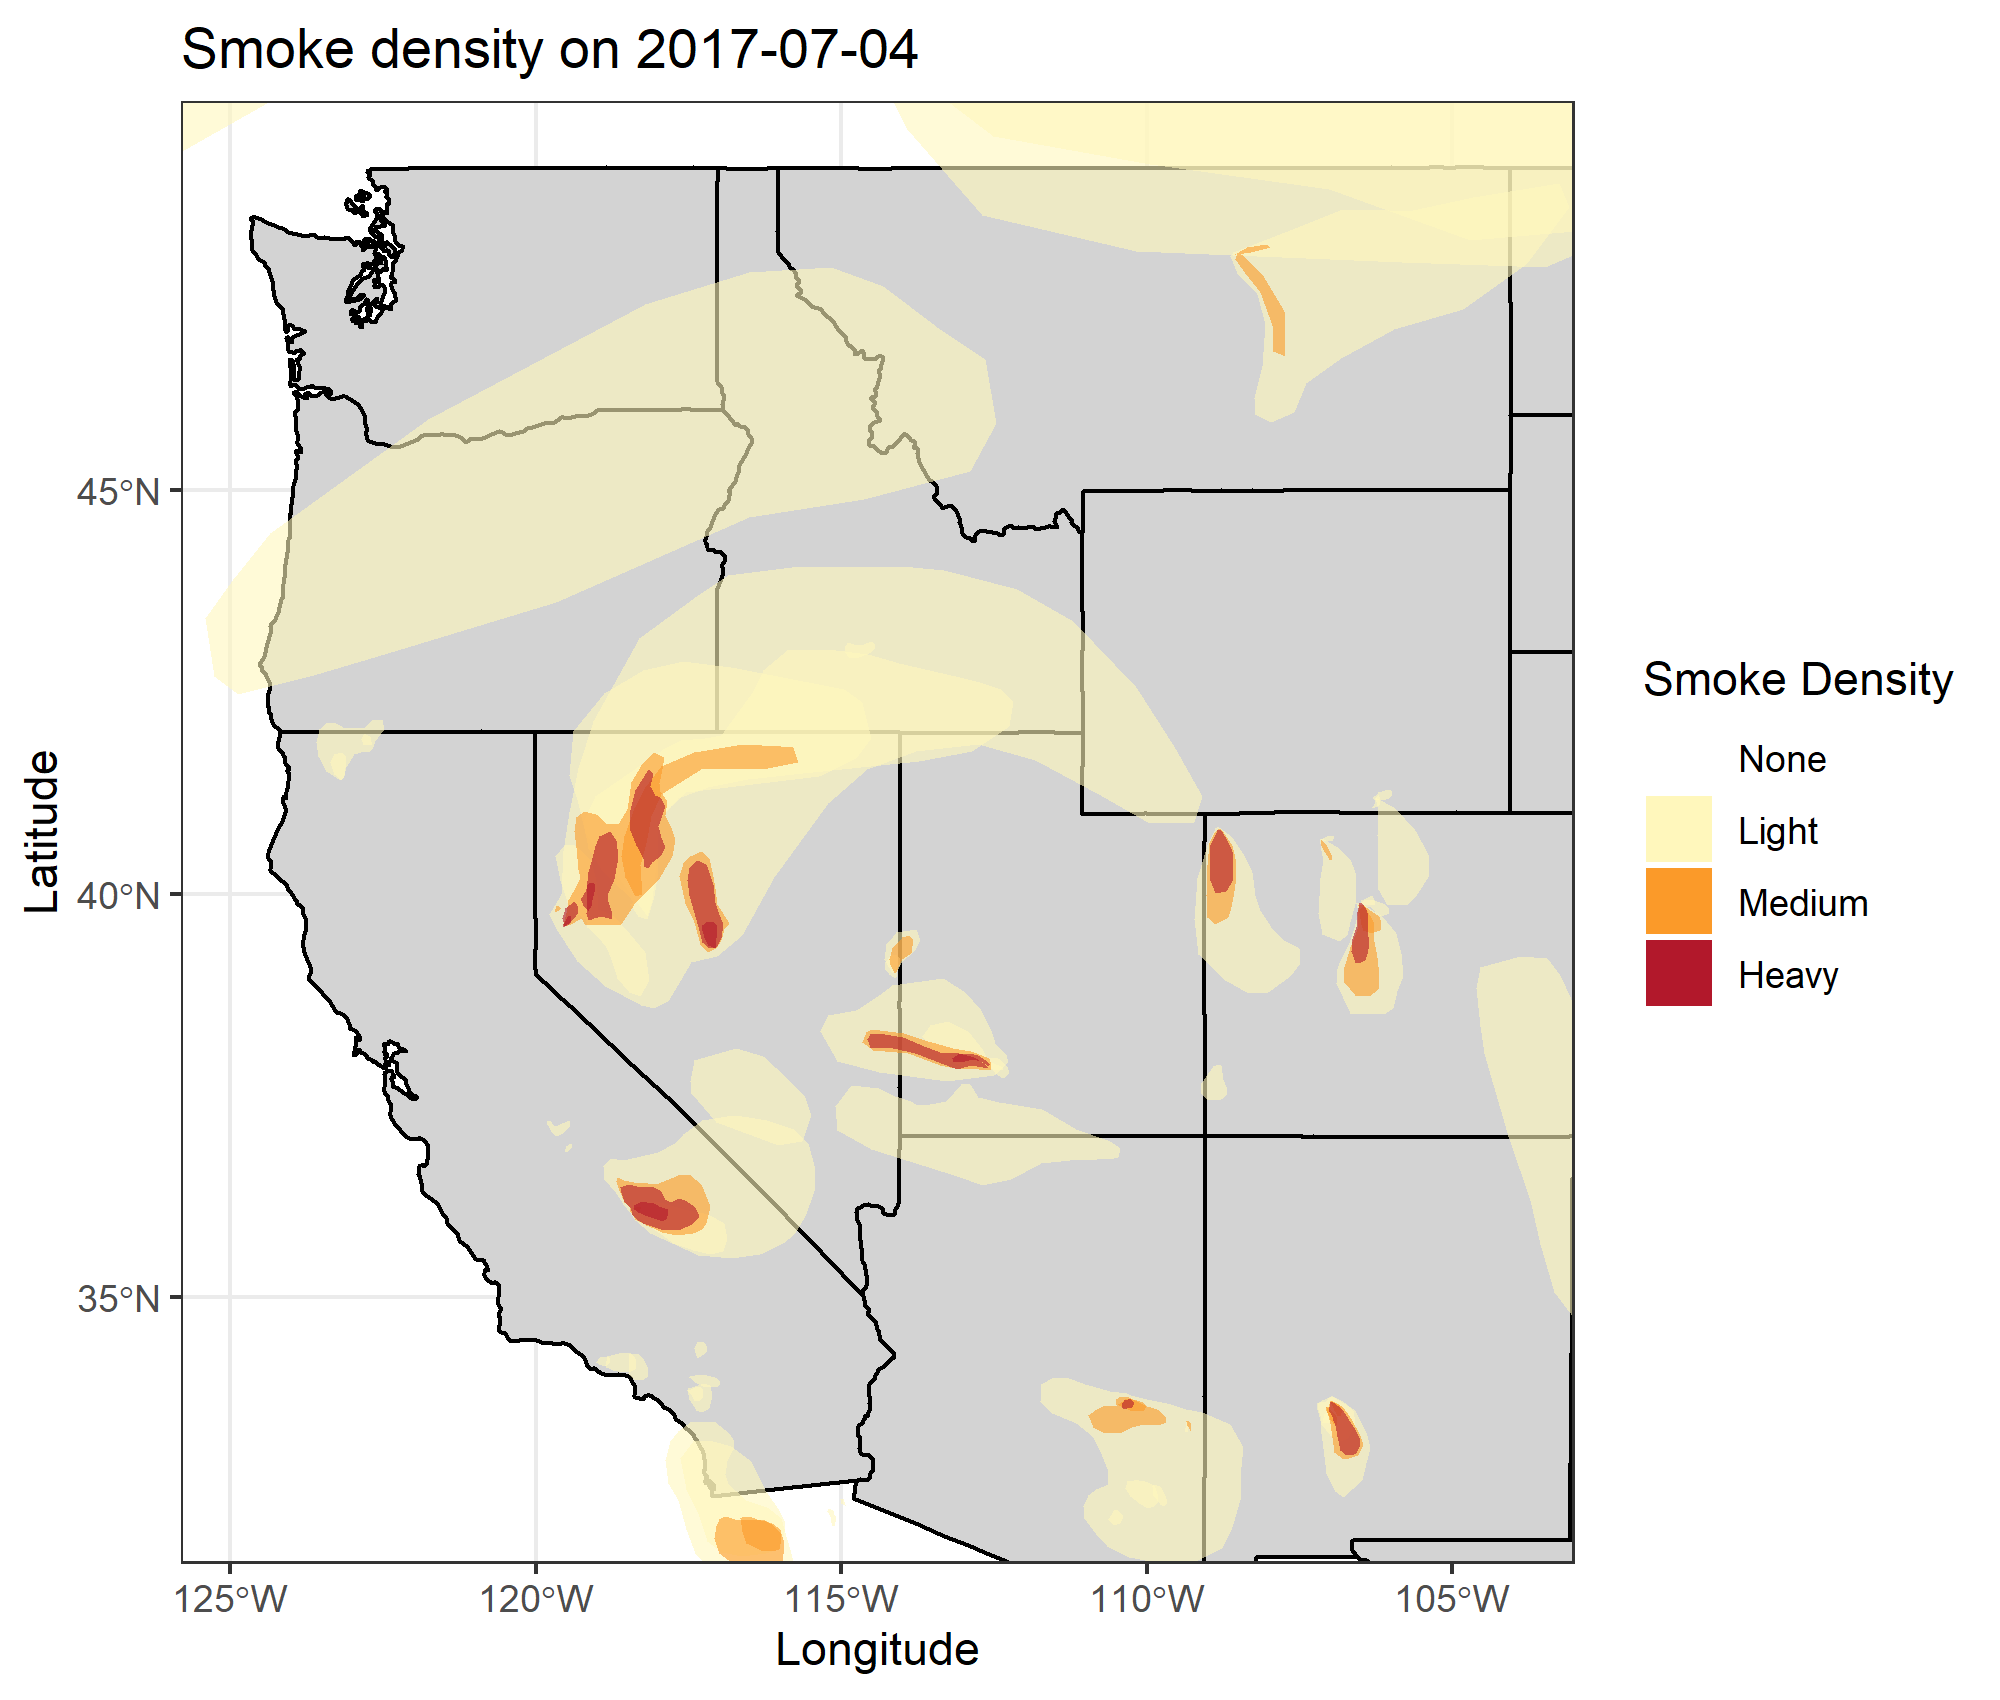 Smoke density on 2017-07-04
Latitude
45°N
40°N
35°N
125°W
120°W
115°W
110°W
105°W
Longitude
Smoke Density
None
Light
Medium
Heavy